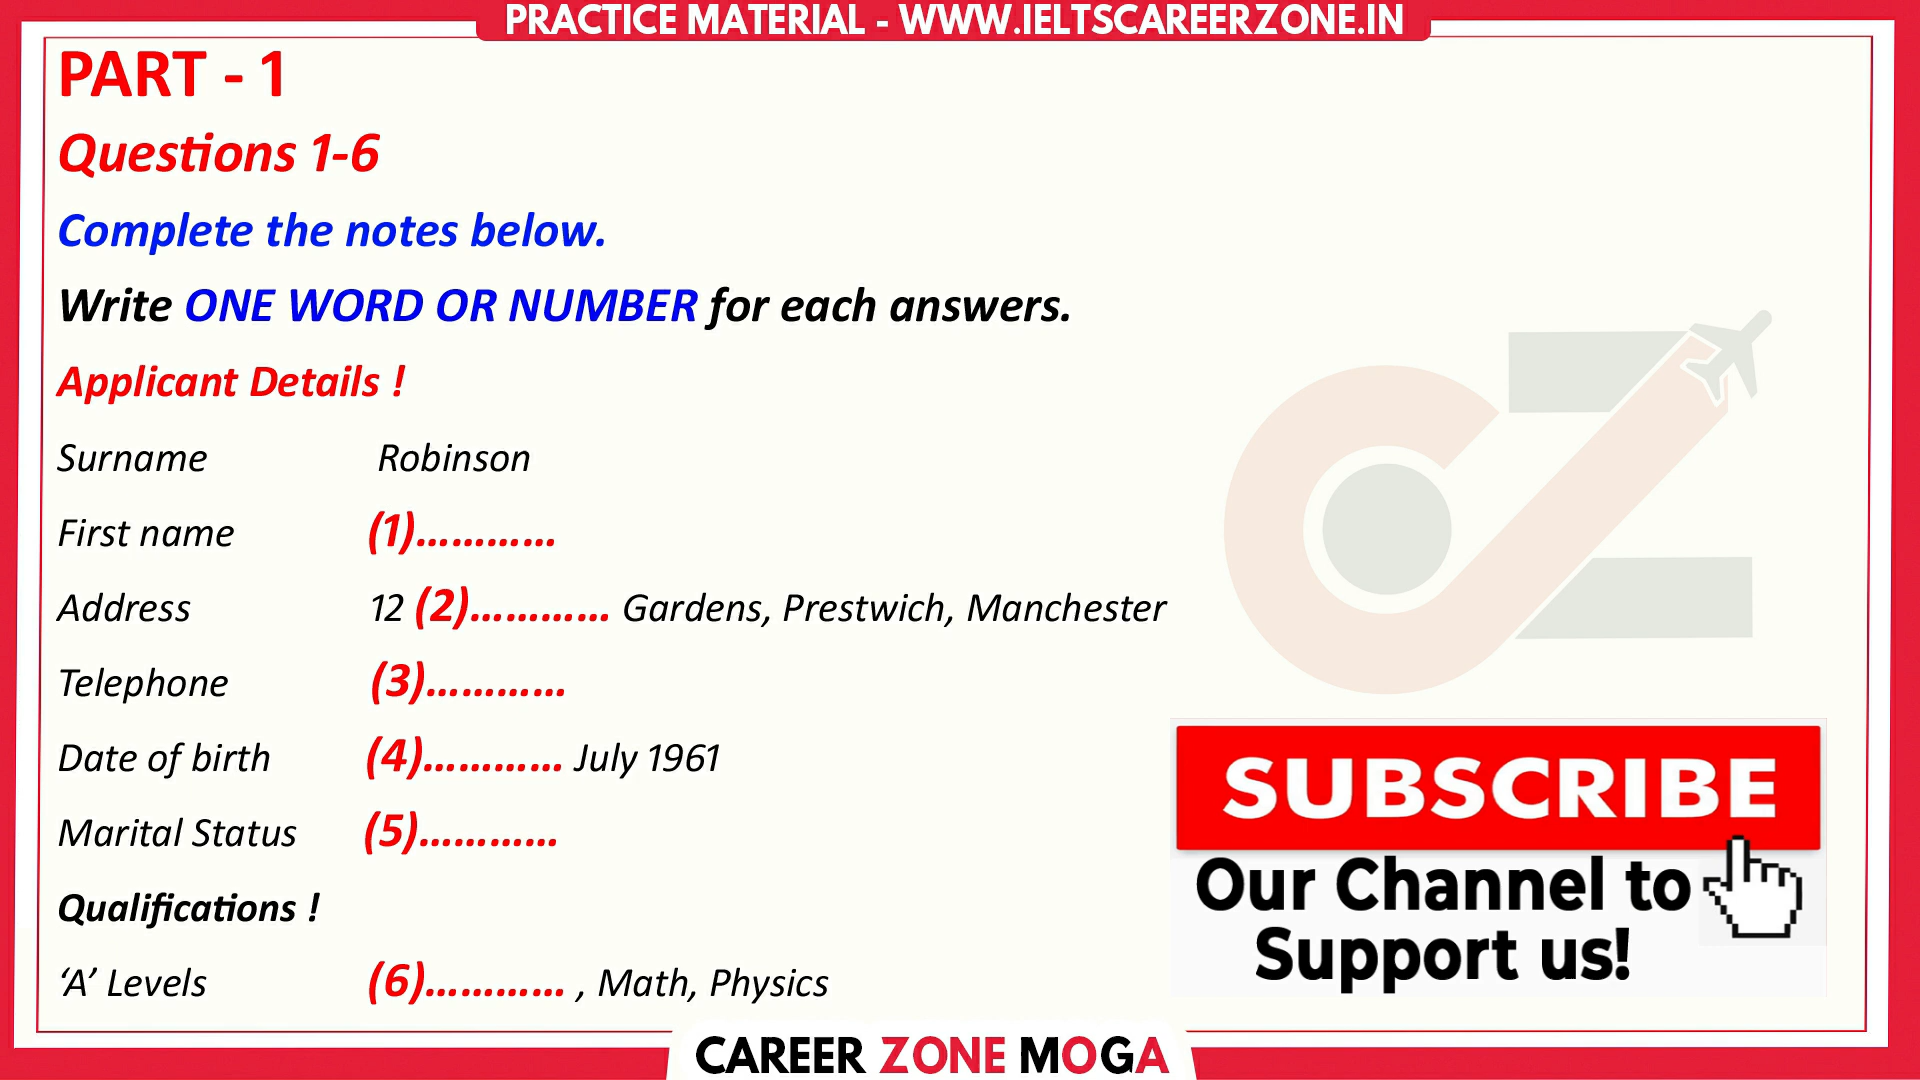 PRACTICE MATERIAL - WWW.IELTSCAREERZONE.IN
PART - 1
Questions 1-6
Complete the notes below.
Write ONE WORD OR NUMBER for each answers.
Applicant Details !
Surname Robinson
First name (1)............
Address 12 (2)............ Gardens, Prestwich, Manchester
Telephone (3)............
Date of birth (4)............ July 1961
Marital Status (5)............
Qualifications !
‘A’ Levels (6)............ , Math, Physics
SUBSCRIBE
Our Channel to
Support us!
CAREER ZONE MOGA